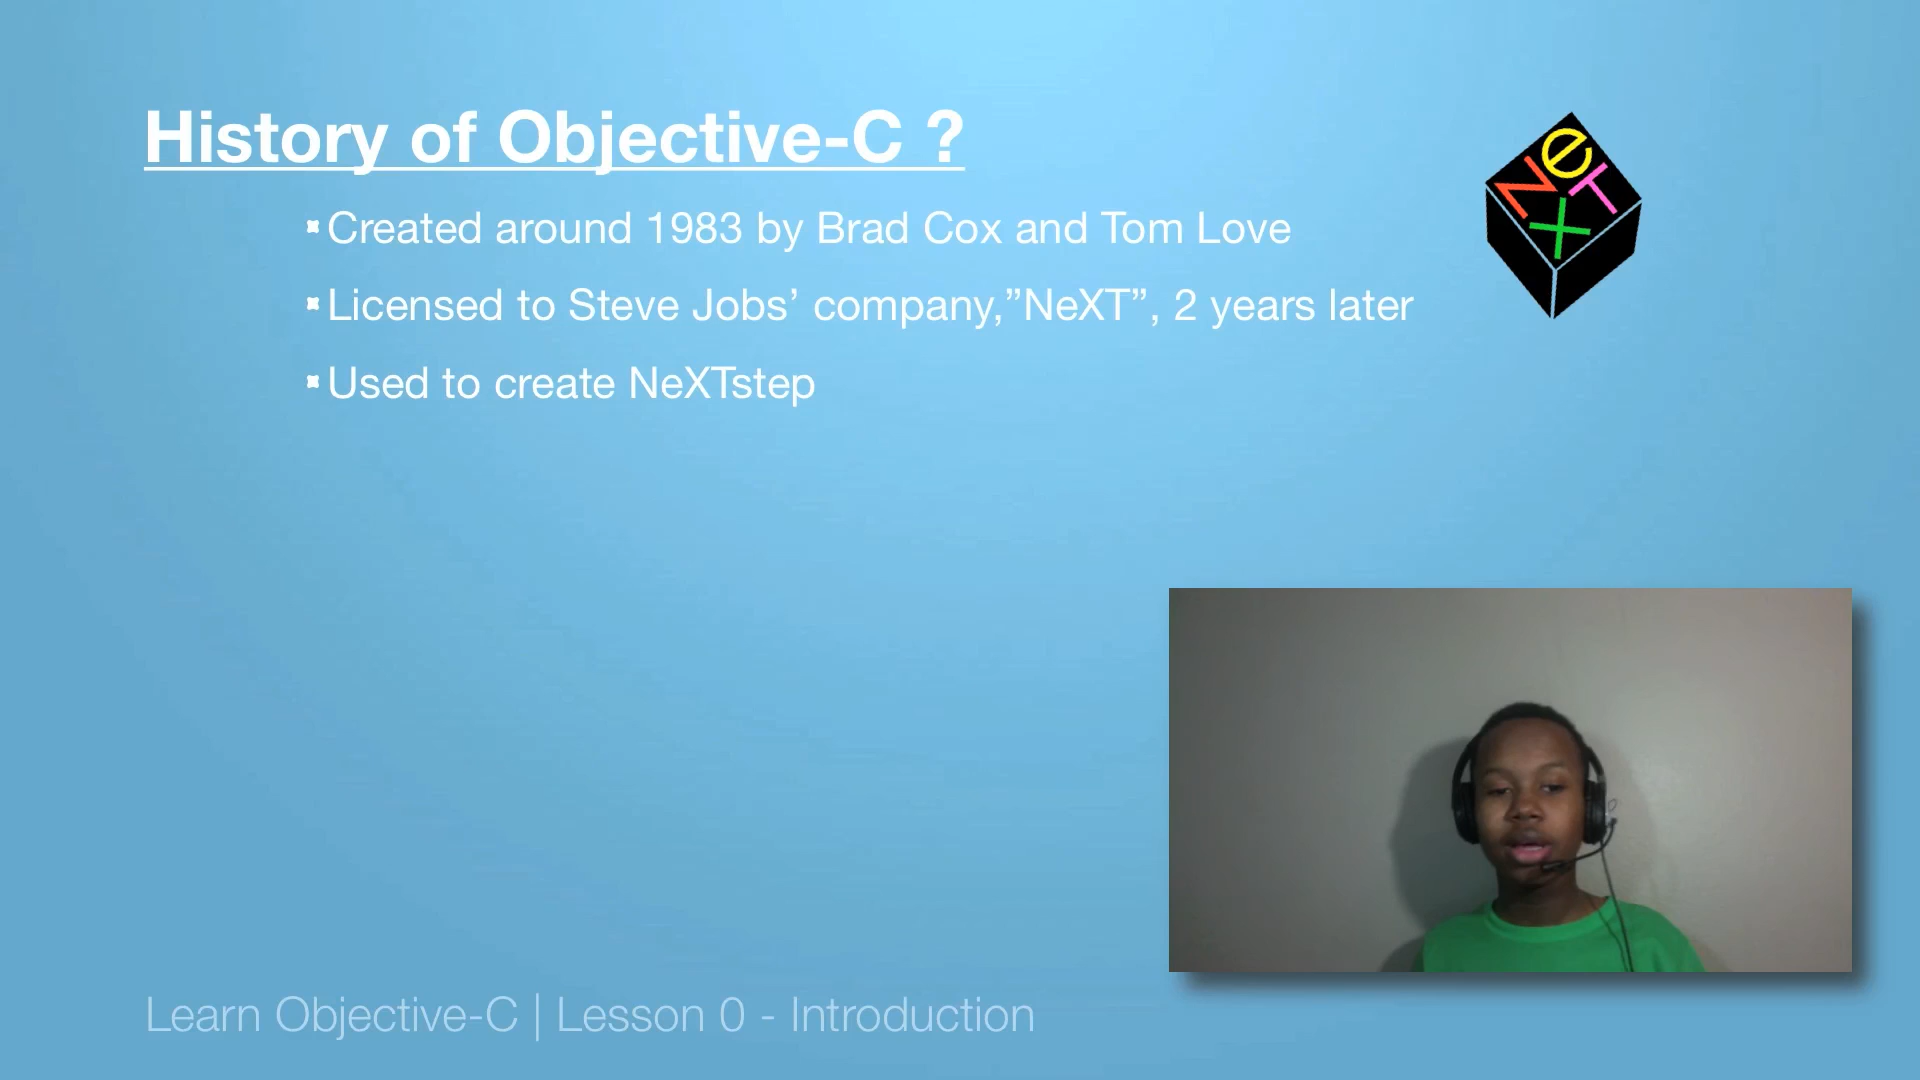 History of Objective-C ?
Created around 1983 by Brad Cox and Tom Love
Licensed to Steve Jobs’ company,”NeXT”, 2 years later
Used to create NeXTstep
NeXT
Learn Objective-C | Lesson 0 - Introduction